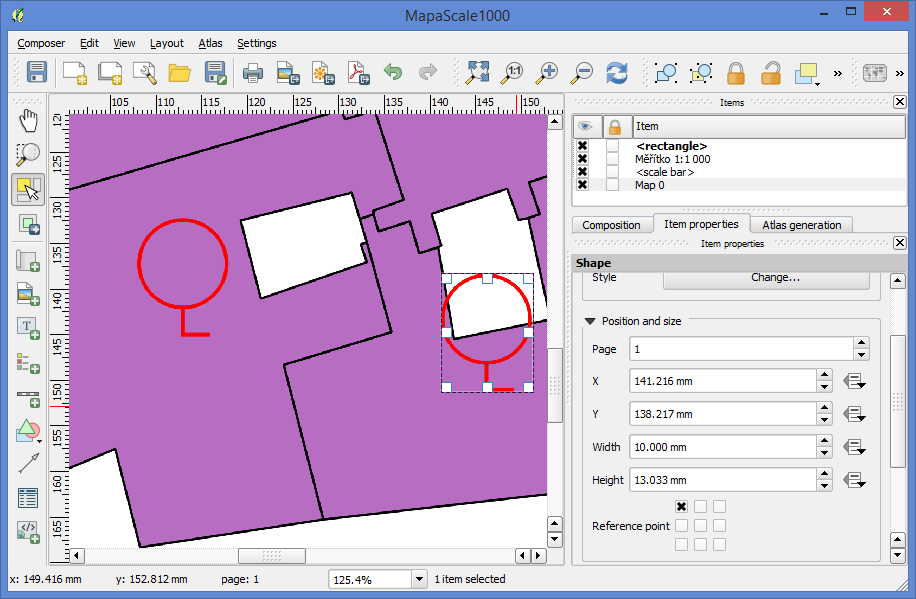 MapaScale1000
Composer Edit View Layout Atlas Settings
1:1
» »
105 110 115 120 125 130 135 140 145 150
Items
Item
<rectangle>
Měřítko 1:1 000
<scale bar>
Map 0
Composition Item properties Atlas generation
Item properties
Shape
Style Change...
Position and size
Page 1
X 141.216 mm
Y 138.217 mm
Width 10.000 mm
Height 13.033 mm
Reference point
125
130
135
140
145
150
155
160
165
T
x: 149.416 mm y: 152.812 mm page: 1 125.4% 1 item selected